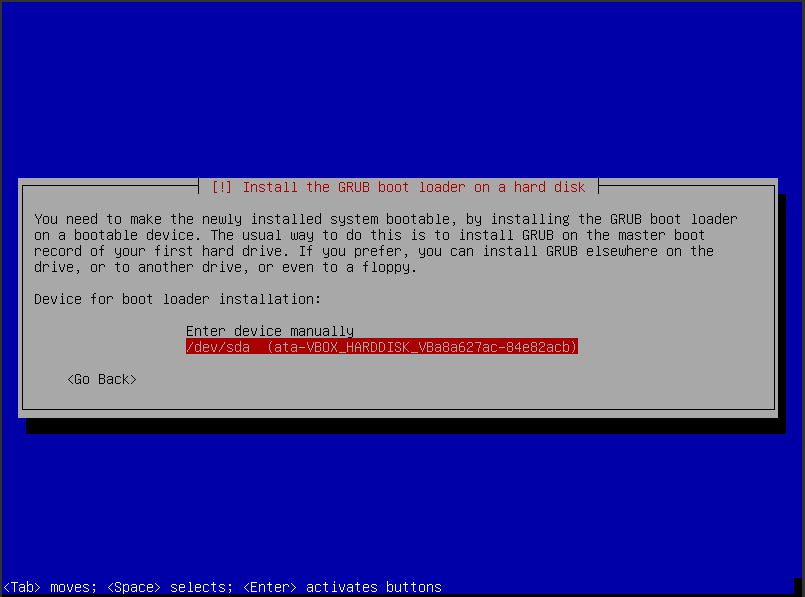 [!] Install the GRUB boot loader on a hard disk
You need to make the newly installed system bootable, by installing the GRUB boot loader
on a bootable device. The usual way to do this is to install GRUB on the master boot
record of your first hard drive. If you prefer, you can install GRUB elsewhere on the
drive, or to another drive, or even to a floppy.
Device for boot loader installation:
Enter device manually
/dev/sda  (ata-VBOX_HARDDISK_VBa8a627ac-84e82acb)
<Go Back>
<Tab> moves; <Space> selects; <Enter> activates buttons